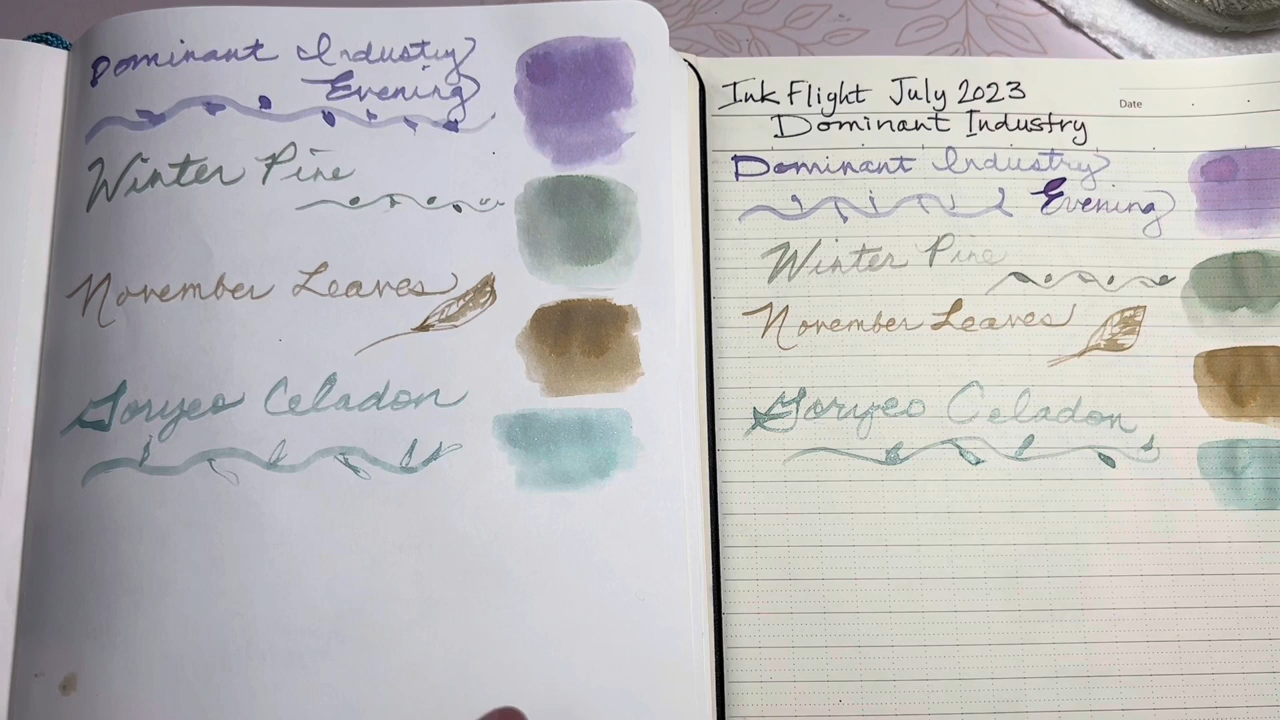 Dominant Industry
Evening
Winter Pine
November Leaves
Goryeo Celadon
Ink Flight July 2023
Date
Dominant Industry
Dominant Industry
Evening
Winter Pine
November Leaves
Goryeo Celadon